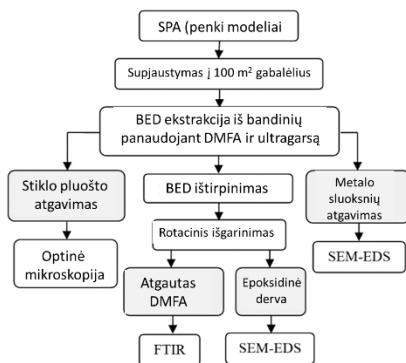 SPA (penki modeliai
Supjaustymas į 100 m² gabalėlius
BED ekstrakcija iš bandinių
panaudojant DMFA ir ultragarsą
Stiklo pluošto
atgavimas
BED ištirpinimas
Metalo
sluoksnių
atgavimas
Optinė
mikroskopija
Rotacinis išgarinimas
SEM-EDS
Atgautas
DMFA
Epoksidinė
derva
FTIR
SEM-EDS